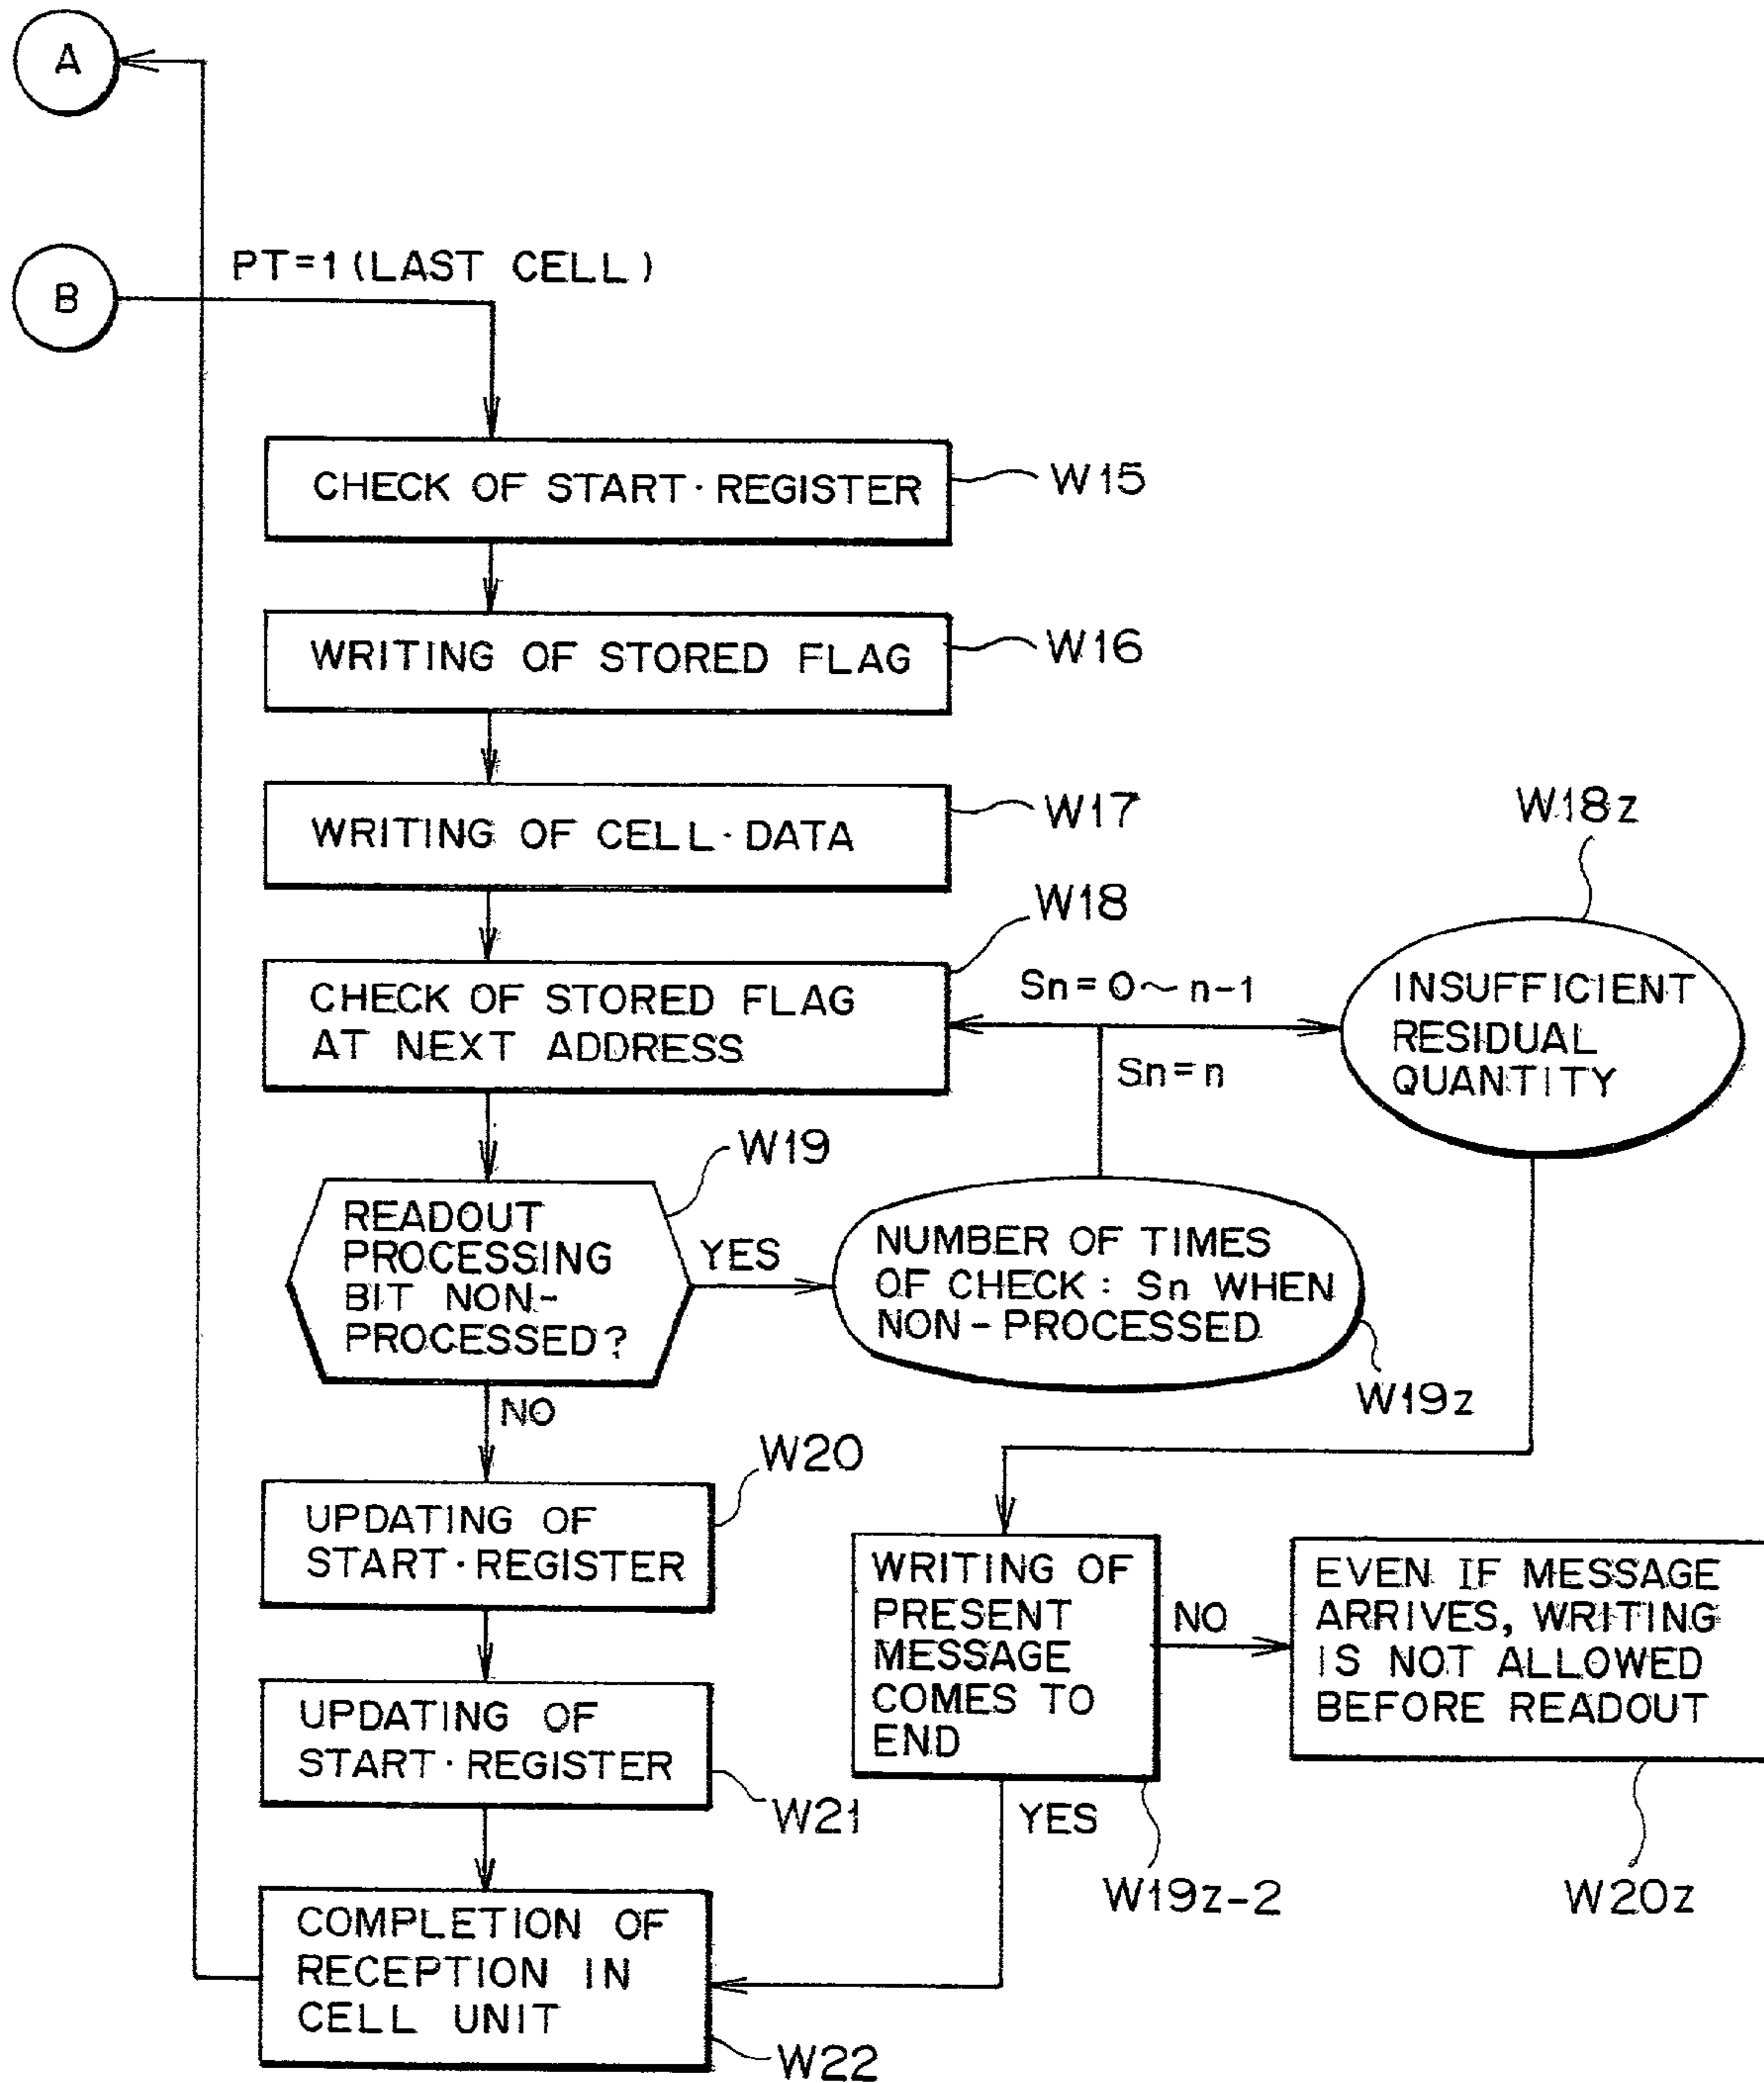 A
B
PT=1(LAST CELL)
CHECK OF START·REGISTER
W15
WRITING OF STORED FLAG
W16
WRITING OF CELL·DATA
W17
W18z
W18
CHECK OF STORED FLAG
AT NEXT ADDRESS
Sn=0~n-1
Sn=n
INSUFFICIENT
RESIDUAL
QUANTITY
W19
READOUT
PROCESSING
BIT NON-
PROCESSED?
YES
NUMBER OF TIMES
OF CHECK: Sn WHEN
NON-PROCESSED
W19z
NO
W20
UPDATING OF
START·REGISTER
WRITING OF
PRESENT
MESSAGE
COMES TO
END
NO
EVEN IF MESSAGE
ARRIVES, WRITING
IS NOT ALLOWED
BEFORE READOUT
UPDATING OF
START·REGISTER
W21
YES
W19z-2
W20z
COMPLETION OF
RECEPTION IN
CELL UNIT
W22